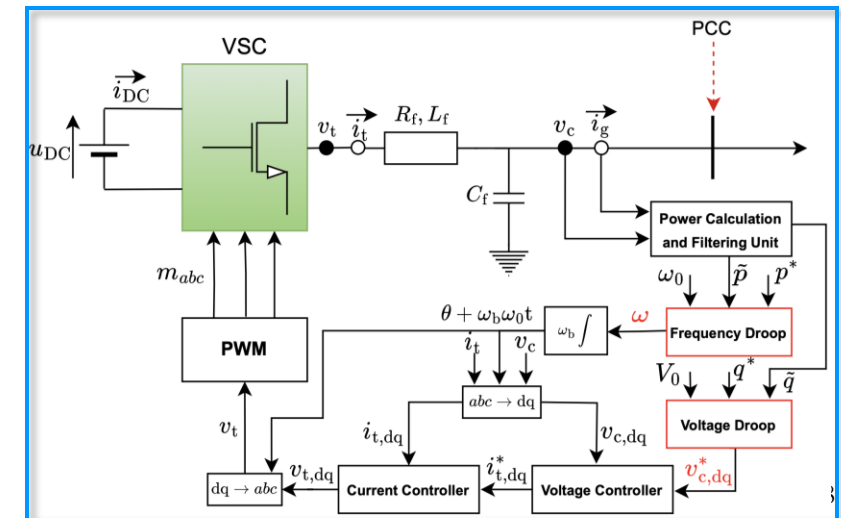 PCC
VSC
i_DC
u_DC
v_t
i_t
R_f, L_f
v_c
i_g
C_f
Power Calculation
and Filtering Unit
m_abc
ω_0
p̃
p*
θ + ω_bω_0t
ω
ω_b ∫
Frequency Droop
PWM
i_t
v_c
V_0
q*
q̃
abc → dq
Voltage Droop
v_t
i_t,dq
v_c,dq
v_t,dq
i*_t,dq
v*_c,dq
dq → abc
Current Controller
Voltage Controller